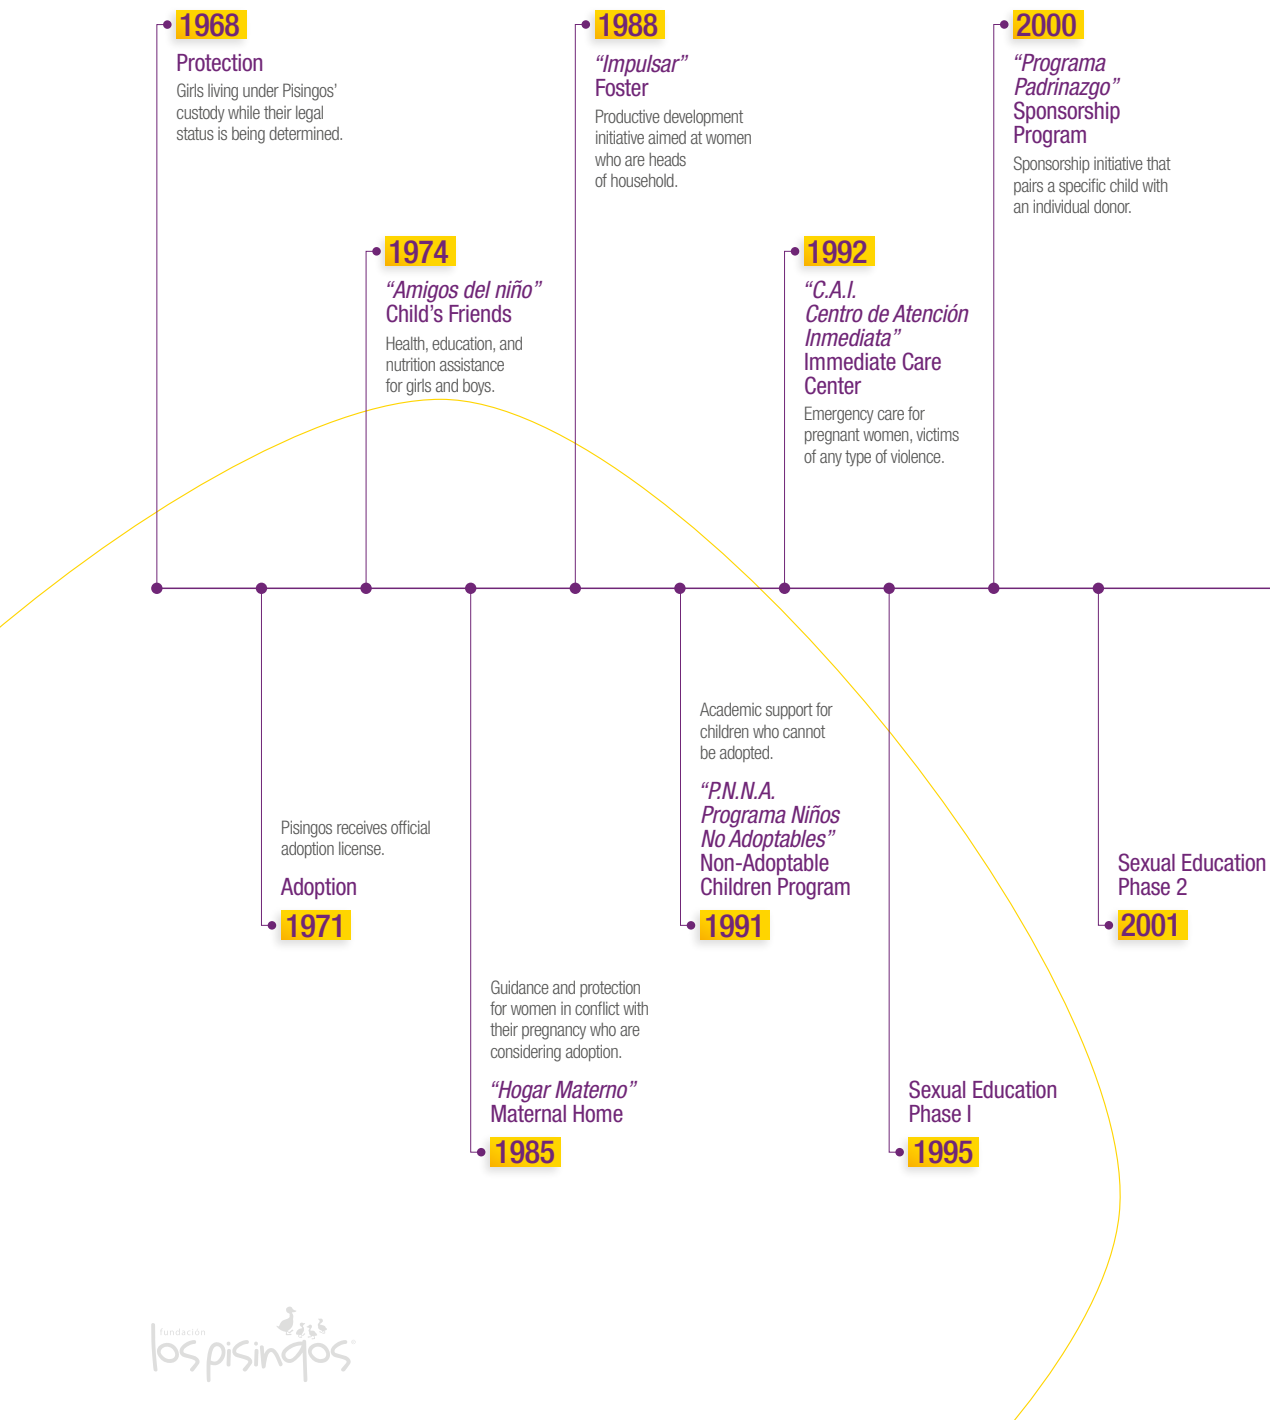 1968
Protection
Girls living under Pisingos’
custody while their legal
status is being determined.
1988
“Impulsar”
Foster
Productive development
initiative aimed at women
who are heads
of household.
2000
“Programa
Padrinazgo”
Sponsorship
Program
Sponsorship initiative that
pairs a specific child with
an individual donor.
1974
“Amigos del niño”
Child’s Friends
Health, education, and
nutrition assistance
for girls and boys.
1992
“C.A.I.
Centro de Atención
Inmediata”
Immediate Care
Center
Emergency care for
pregnant women, victims
of any type of violence.
Pisingos receives official
adoption license.
Adoption
1971
Academic support for
children who cannot
be adopted.
“P.N.N.A.
Programa Niños
No Adoptables”
Non-Adoptable
Children Program
1991
Sexual Education
Phase 2
2001
Guidance and protection
for women in conflict with
their pregnancy who are
considering adoption.
“Hogar Materno”
Maternal Home
1985
Sexual Education
Phase I
1995
fundación
los pisingos®